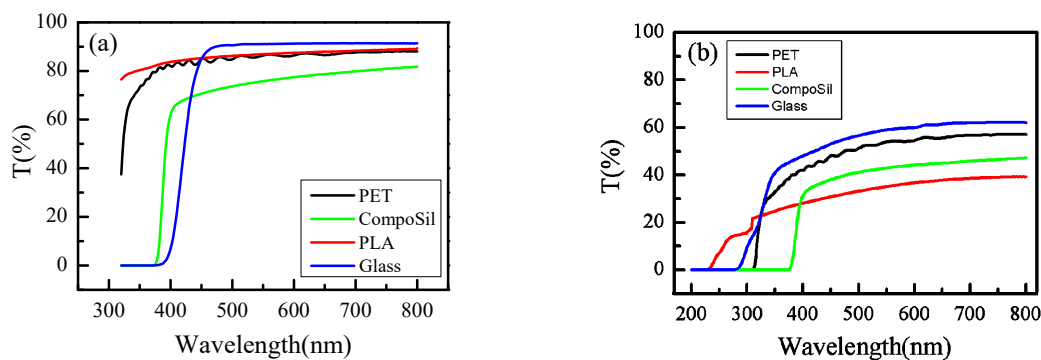 (a)
T(%)
100
80
60
40
20
0
PET
CompoSil
PLA
Glass
300 400 500 600 700 800
Wavelength(nm)
(b)
T(%)
100
80
60
40
20
0
PET
PLA
CompoSil
Glass
200 300 400 500 600 700 800
Wavelength(nm)